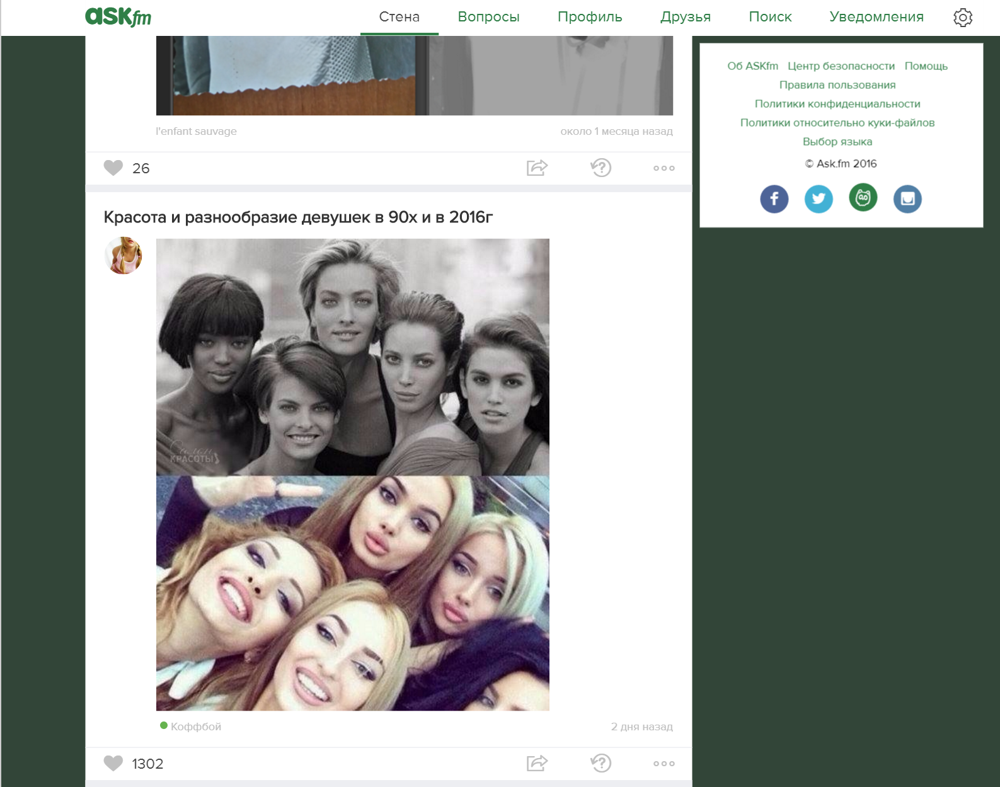 ASKfm
Стена
Вопросы
Профиль
Друзья
Поиск
Уведомления
l'enfant sauvage
около 1 месяца назад
26
Красота и разнообразие девушек в 90х и в 2016г
Салон
КРАСОТЫ
Коффбой
2 дня назад
1302
Об ASKfm Центр безопасности Помощь
Правила пользования
Политики конфиденциальности
Политики относительно куки-файлов
Выбор языка
© Ask.fm 2016